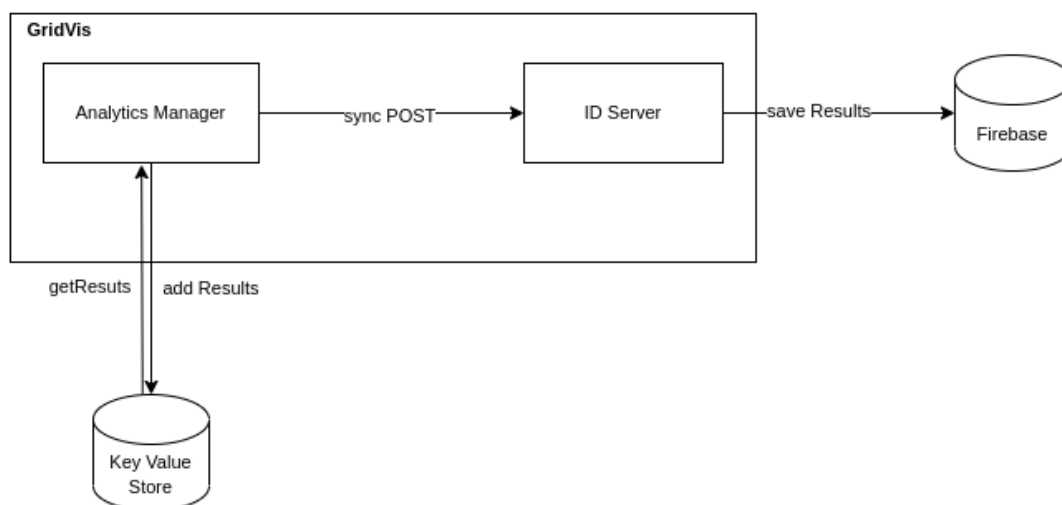 GridVis
Analytics Manager
sync POST
ID Server
save Results
Firebase
getResuts
add Results
Key Value
Store